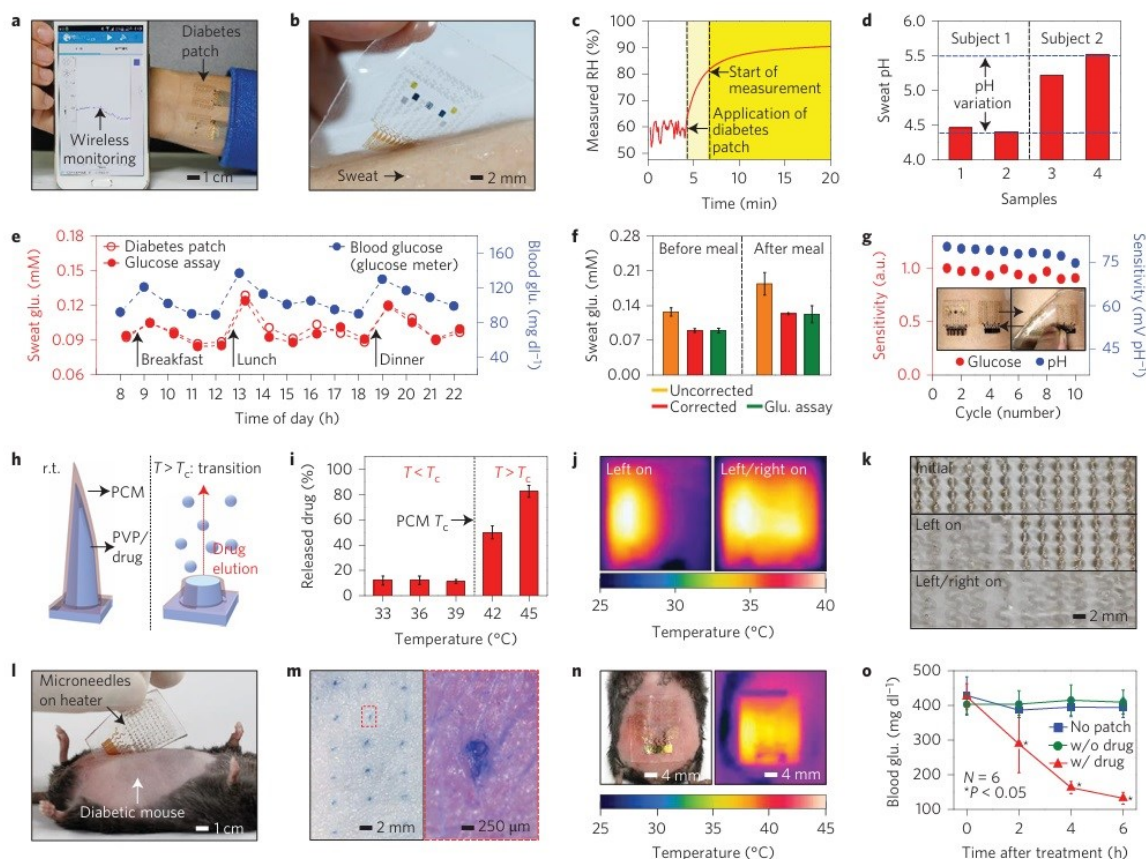 a
Diabetes
patch
Wireless
monitoring
1 cm
b
Sweat
2 mm
c
Measured RH (%)
90
80
70
60
50
Start of
measurement
Application of
diabetes
patch
0
5
10
15
20
Time (min)
d
Sweat pH
6.0
5.5
5.0
4.5
4.0
Subject 1
Subject 2
pH
variation
1
2
3
4
Samples
e
Sweat glu. (mM)
0.18
0.15
0.12
0.09
0.06
Diabetes patch
Glucose assay
Blood glucose
(glucose meter)
Blood glu.
(mg dl⁻¹)
200
160
120
80
40
Breakfast
Lunch
Dinner
8 9 10 11 12 13 14 15 16 17 18 19 20 21 22
Time of day (h)
f
Sweat glu. (mM)
0.28
0.21
0.14
0.07
0.00
Before meal
After meal
Uncorrected
Corrected
Glu. assay
g
Sensitivity (a.u.)
1.0
0.5
0.0
Sensitivity
(mV pH⁻¹)
75
60
45
Glucose
pH
0 2 4 6 8 10
Cycle (number)
h
r.t.
T > Tc: transition
PCM
PVP/
drug
Drug
elution
i
Released drug (%)
100
80
60
40
20
0
T < Tc
T > Tc
PCM Tc
33
36
39
42
45
Temperature (°C)
j
Left on
Left/right on
25
30
35
40
Temperature (°C)
k
Initial
Left on
Left/right on
2 mm
l
Microneedles
on heater
Diabetic mouse
1 cm
m
2 mm
250 μm
n
4 mm
4 mm
25
30
35
40
45
Temperature (°C)
o
Blood glu. (mg dl⁻¹)
500
400
300
200
100
No patch
w/o drug
w/ drug
N = 6
*P < 0.05
*
*
*
0
2
4
6
Time after treatment (h)